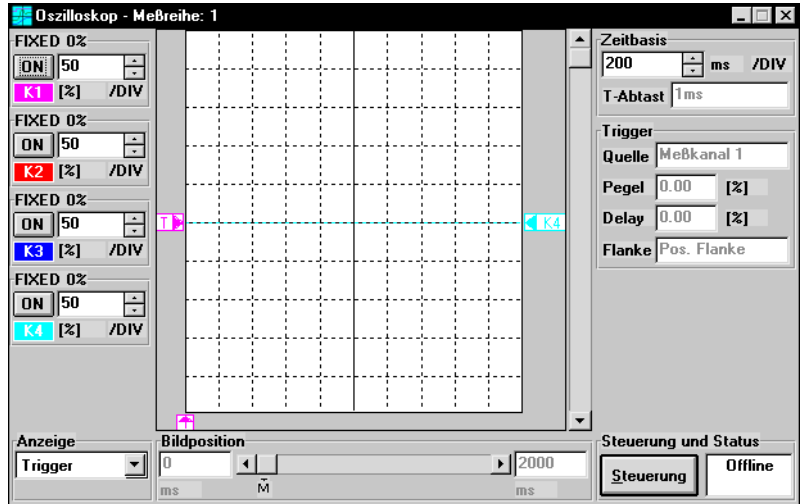 Oszilloskop - Meßreihe: 1
FIXED 0%
ON 50
K1 [%] /DIV
FIXED 0%
ON 50
K2 [%] /DIV
FIXED 0%
ON 50
K3 [%] /DIV
FIXED 0%
ON 50
K4 [%] /DIV
T
K4
Zeitbasis
200 ms /DIV
T-Abtast 1ms
Trigger
Quelle Meßkanal 1
Pegel 0.00 [%]
Delay 0.00 [%]
Flanke Pos. Flanke
Anzeige
Trigger
Bildposition
0 2000
ms M ms
Steuerung und Status
Steuerung Offline